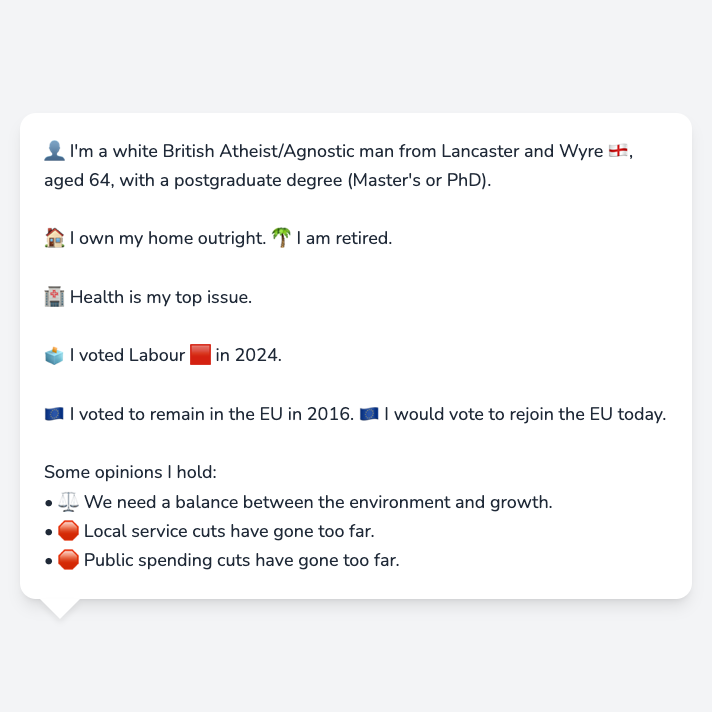 👤 I'm a white British Atheist/Agnostic man from Lancaster and Wyre 🏴󠁧󠁢󠁥󠁮󠁧󠁿,
aged 64, with a postgraduate degree (Master's or PhD).
🏠 I own my home outright. 🌴 I am retired.
🏥 Health is my top issue.
🗳️ I voted Labour 🟥 in 2024.
🇪🇺 I voted to remain in the EU in 2016. 🇪🇺 I would vote to rejoin the EU today.
Some opinions I hold:
• ⚖️ We need a balance between the environment and growth.
• 🛑 Local service cuts have gone too far.
• 🛑 Public spending cuts have gone too far.